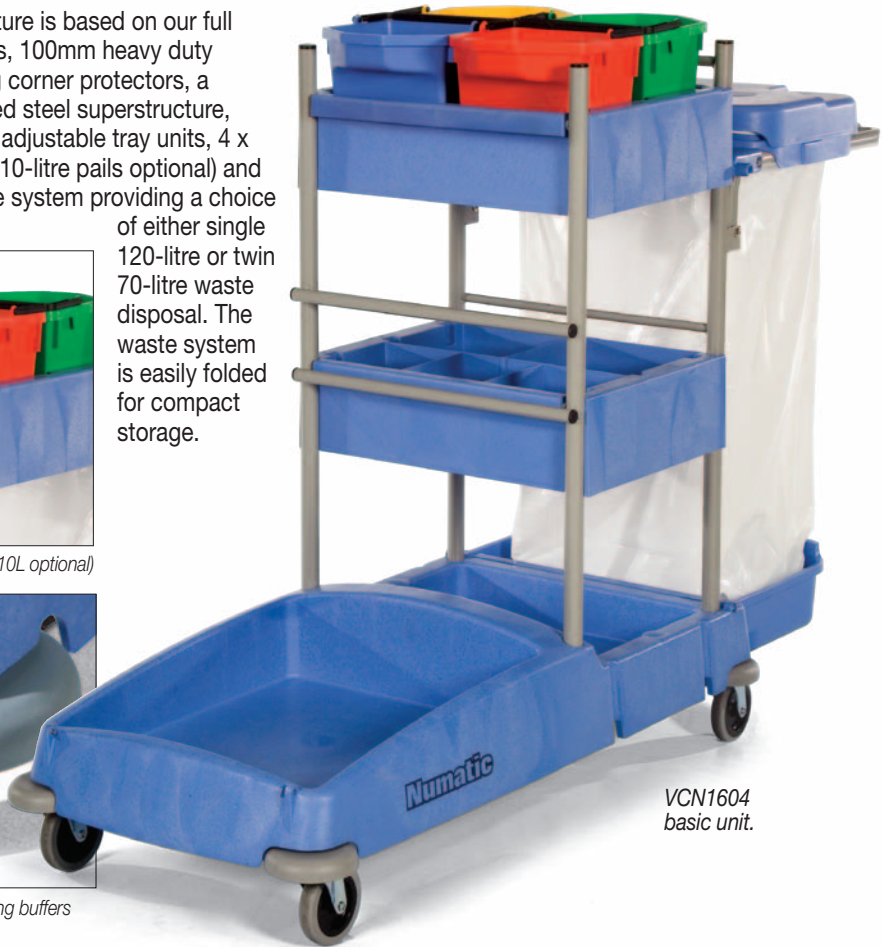 ture is based on our full
s, 100mm heavy duty
g corner protectors, a
ed steel superstructure,
adjustable tray units, 4 x
10-litre pails optional) and
e system providing a choice
of either single
120-litre or twin
70-litre waste
disposal. The
waste system
is easily folded
for compact
storage.
10L optional)
Numatic
VCN1604
basic unit.
ng buffers